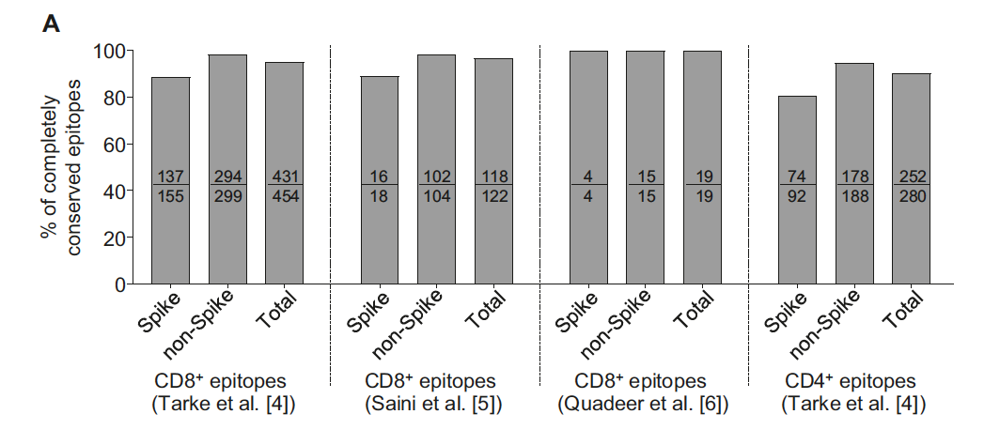 A
% of completely
conserved epitopes
100
80
60
40
20
0
137 294 431 16 102 118 4 15 19 74 178 252
155 299 454 18 104 122 4 15 19 92 188 280
Spike non-Spike Total Spike non-Spike Total Spike non-Spike Total Spike non-Spike Total
CD8⁺ epitopes
(Tarke et al. [4])
CD8⁺ epitopes
(Saini et al. [5])
CD8⁺ epitopes
(Quadeer et al. [6])
CD4⁺ epitopes
(Tarke et al. [4])